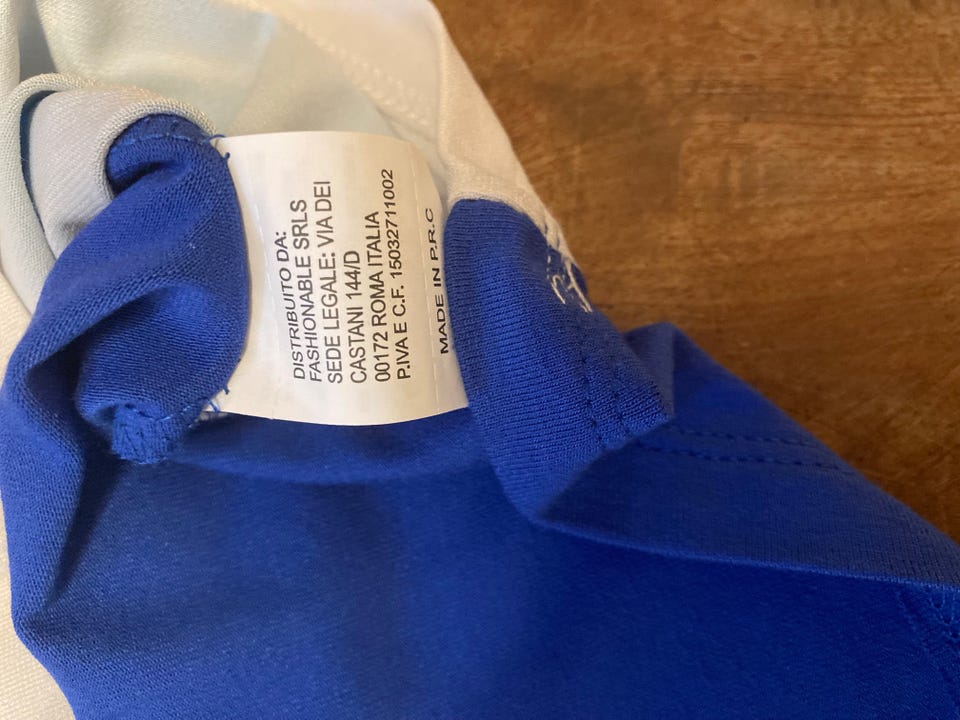 DISTRIBUITO DA:
FASHIONABLE SRLS
SEDE LEGALE: VIA DEI
CASTANI 144/D
00172 ROMA ITALIA
P.IVA E C.F. 15032711002
MADE IN P.R.C